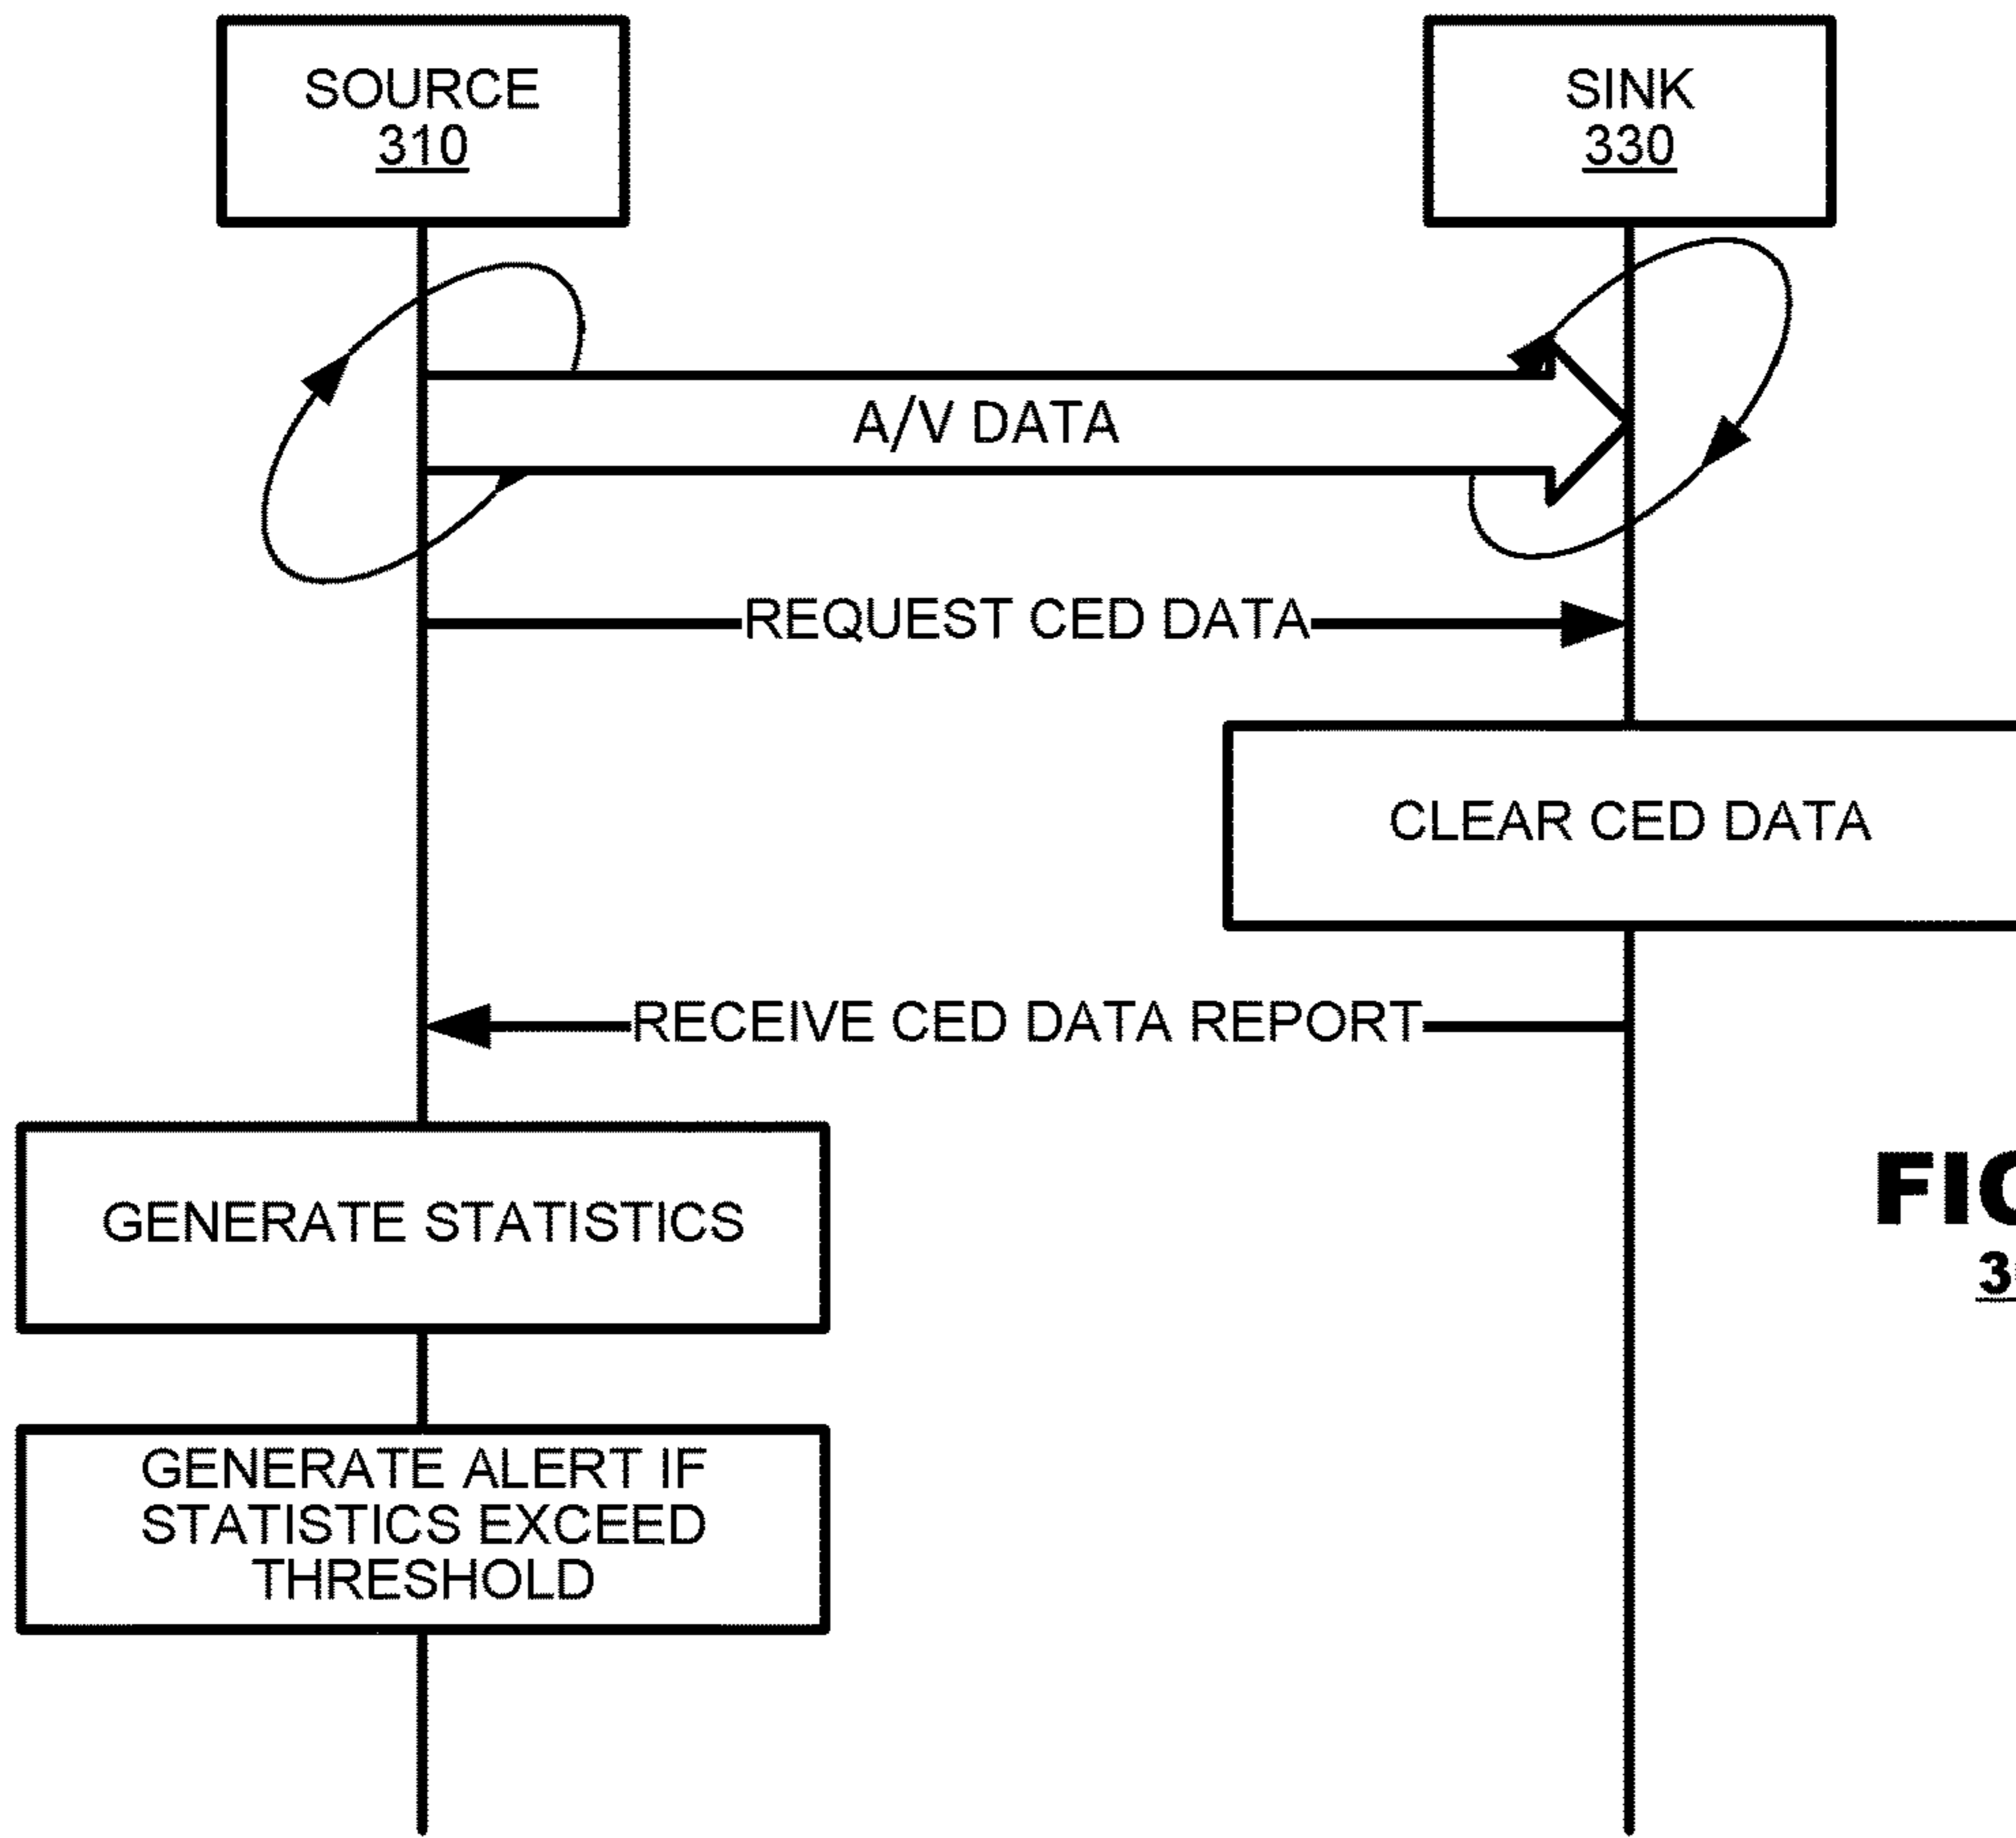 SOURCE
310
SINK
330
A/V DATA
REQUEST CED DATA
CLEAR CED DATA
RECEIVE CED DATA REPORT
GENERATE STATISTICS
GENERATE ALERT IF
STATISTICS EXCEED
THRESHOLD